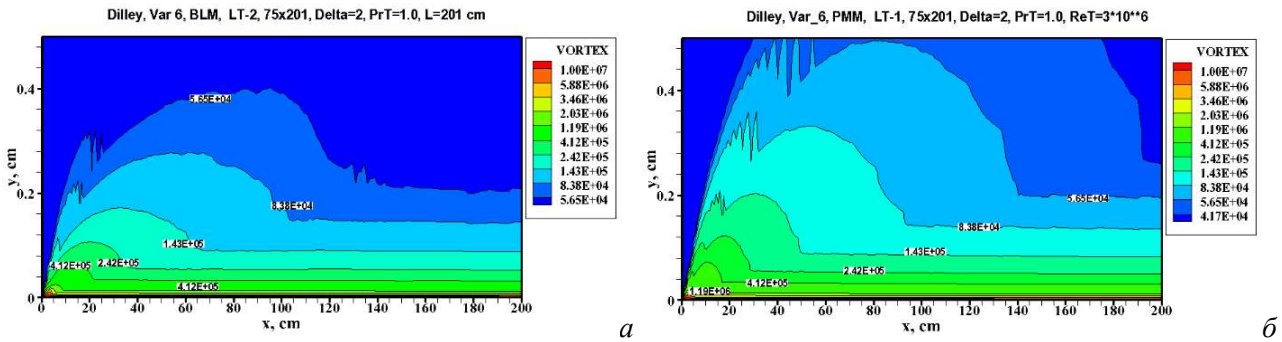 Dilley, Var 6, BLM, LT-2, 75x201, Delta=2, PrT=1.0, L=201 cm
y, cm
0.4
0.2
0
0 20 40 60 80 100 120 140 160 180 200
x, cm
5.65E+04
8.38E+04
1.43E+05
4.12E+05
2.42E+05
4.12E+05
VORTEX
1.00E+07
5.88E+06
3.46E+06
2.03E+06
1.19E+06
4.12E+05
2.42E+05
1.43E+05
8.38E+04
5.65E+04
а
Dilley, Var_6, PMM, LT-1, 75x201, Delta=2, PrT=1.0, ReT=3*10**6
y, cm
0.4
0.2
0
0 20 40 60 80 100 120 140 160 180 200
x, cm
5.65E+04
8.38E+04
1.43E+05
2.42E+05
4.12E+05
1.19E+06
VORTEX
1.00E+07
5.88E+06
3.46E+06
2.03E+06
1.19E+06
4.12E+05
2.42E+05
1.43E+05
8.38E+04
5.65E+04
4.17E+04
б